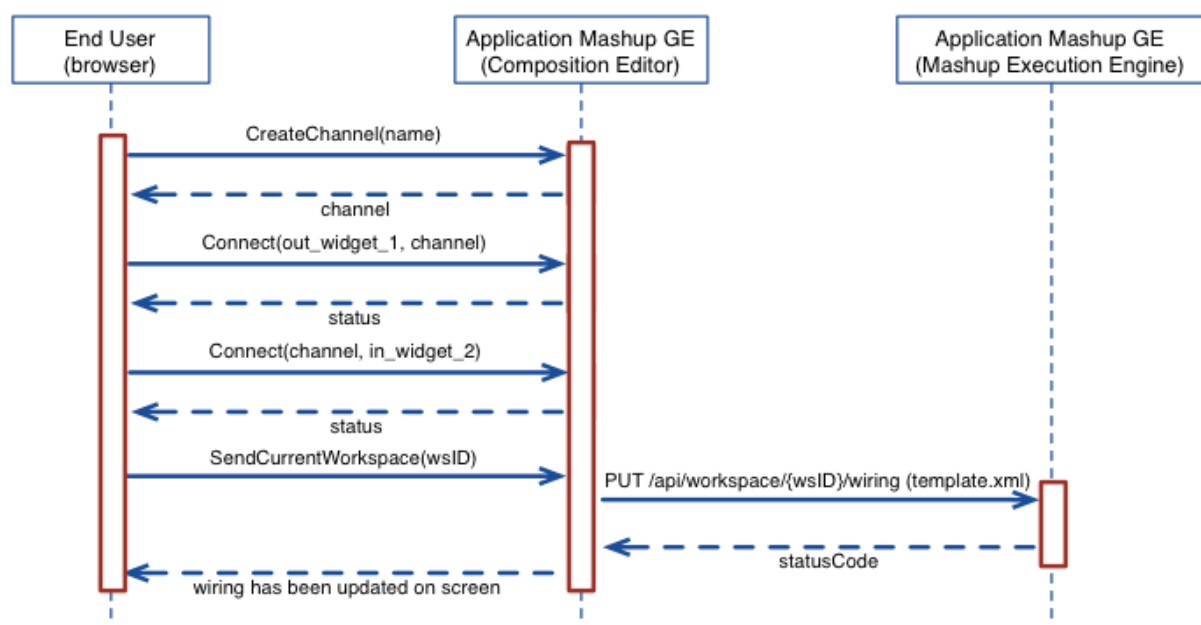 End User
(browser)
Application Mashup GE
(Composition Editor)
Application Mashup GE
(Mashup Execution Engine)
CreateChannel(name)
channel
Connect(out_widget_1, channel)
status
Connect(channel, in_widget_2)
status
SendCurrentWorkspace(wsID)
PUT /api/workspace/{wsID}/wiring (template.xml)
statusCode
wiring has been updated on screen